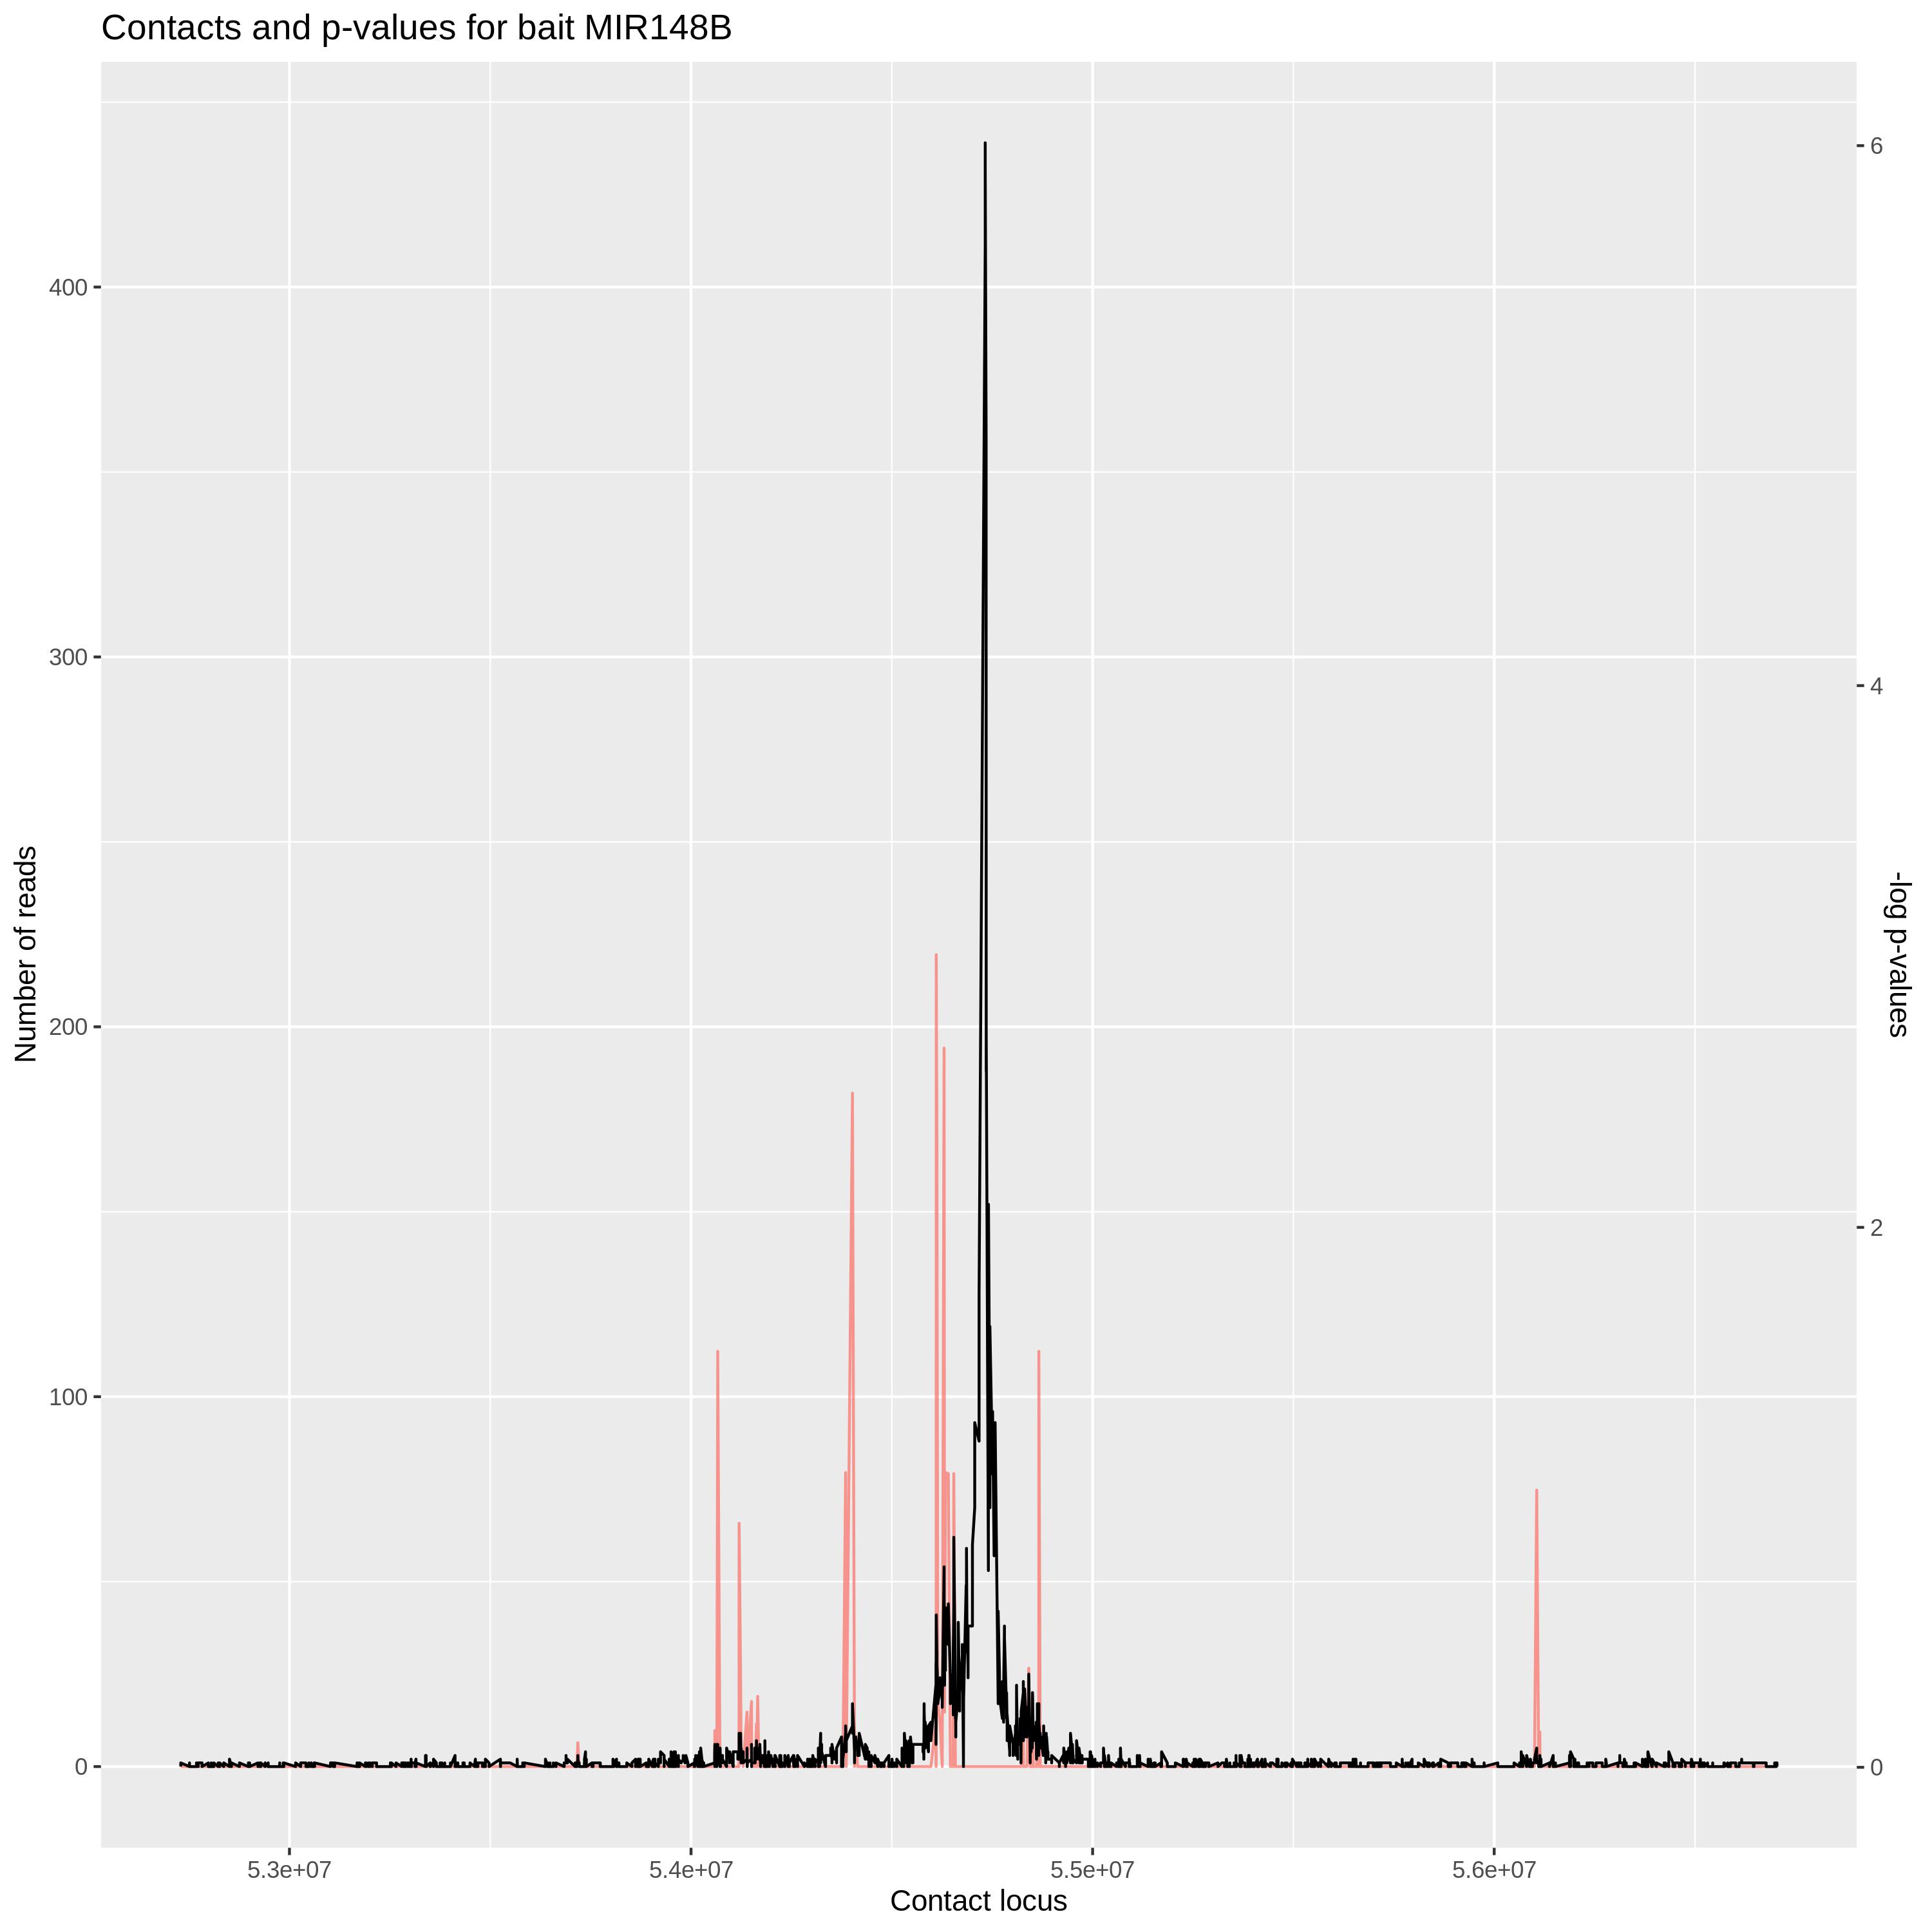 Contacts and p-values for bait MIR148B
400
300
200
100
0
Number of reads
6
4
2
0
-log p-values
5.3e+07
5.4e+07
5.5e+07
5.6e+07
Contact locus